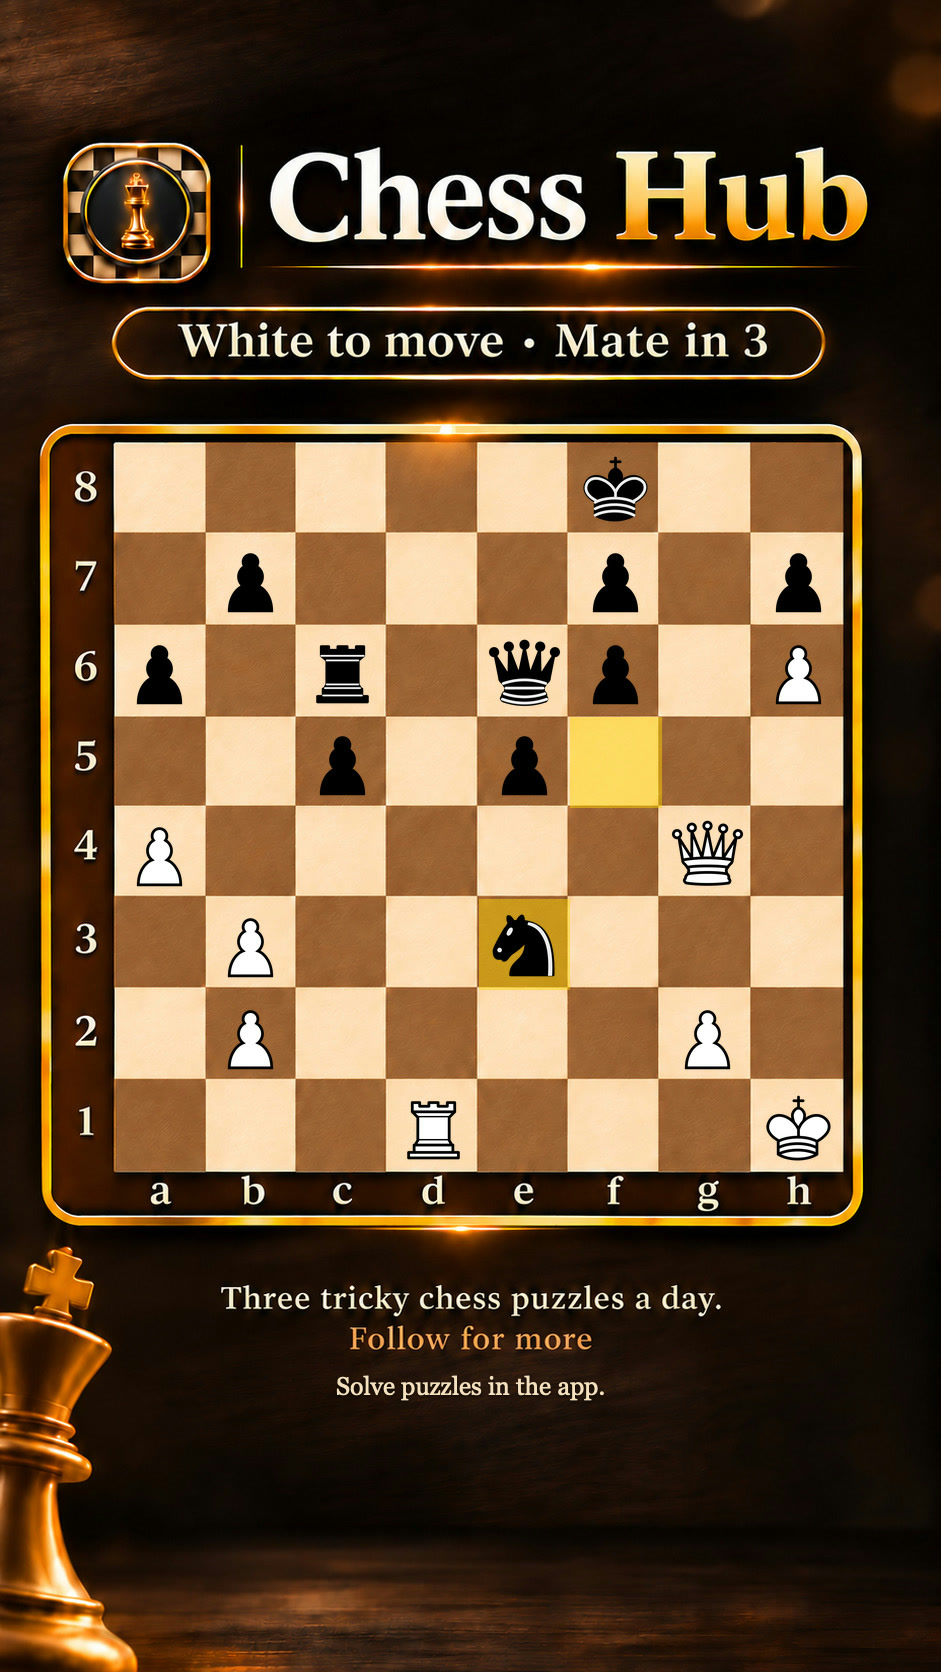 Chess Hub
White to move • Mate in 3
8
7
6
5
4
3
2
1
a b c d e f g h
Three tricky chess puzzles a day.
Follow for more
Solve puzzles in the app.